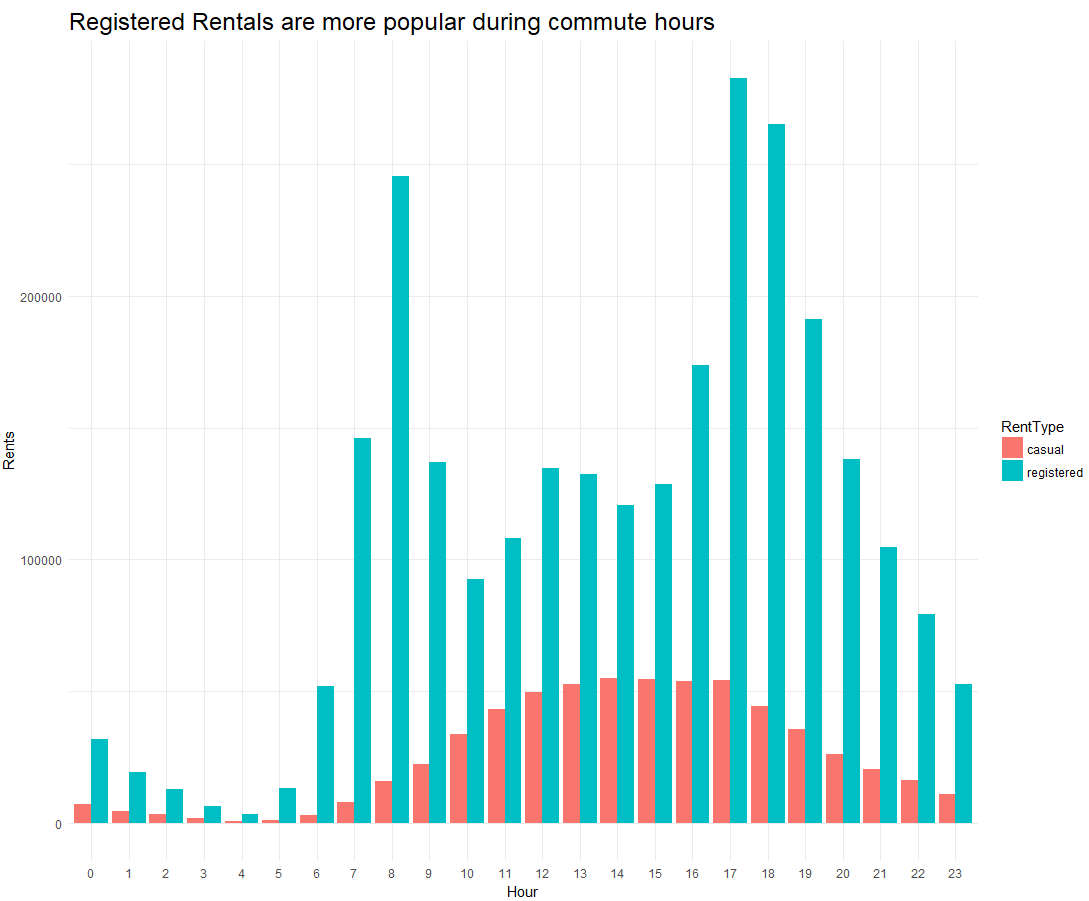 Registered Rentals are more popular during commute hours
200000
100000
0
Rents
0 1 2 3 4 5 6 7 8 9 10 11 12 13 14 15 16 17 18 19 20 21 22 23
Hour
RentType
casual
registered